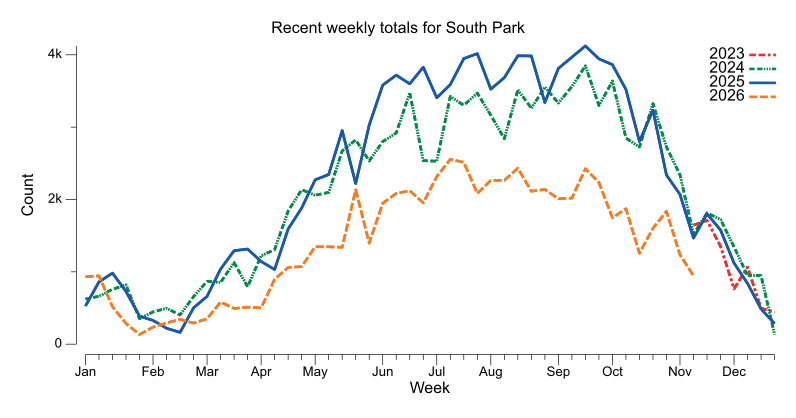 Recent weekly totals for South Park
4k
2k
0
Count
2023
2024
2025
2026
Jan Feb Mar Apr May Jun Jul Aug Sep Oct Nov Dec
Week